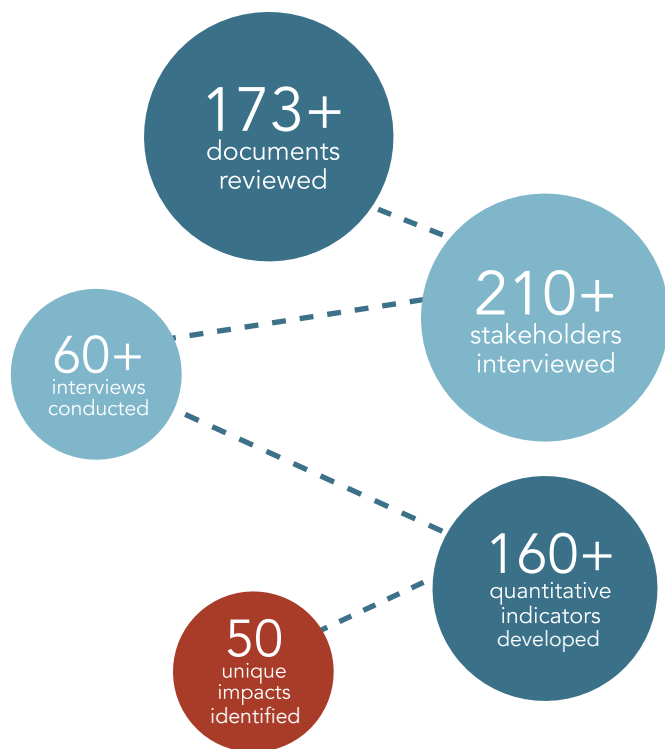 173+
documents
reviewed
210+
stakeholders
interviewed
60+
interviews
conducted
160+
quantitative
indicators
developed
50
unique
impacts
identified